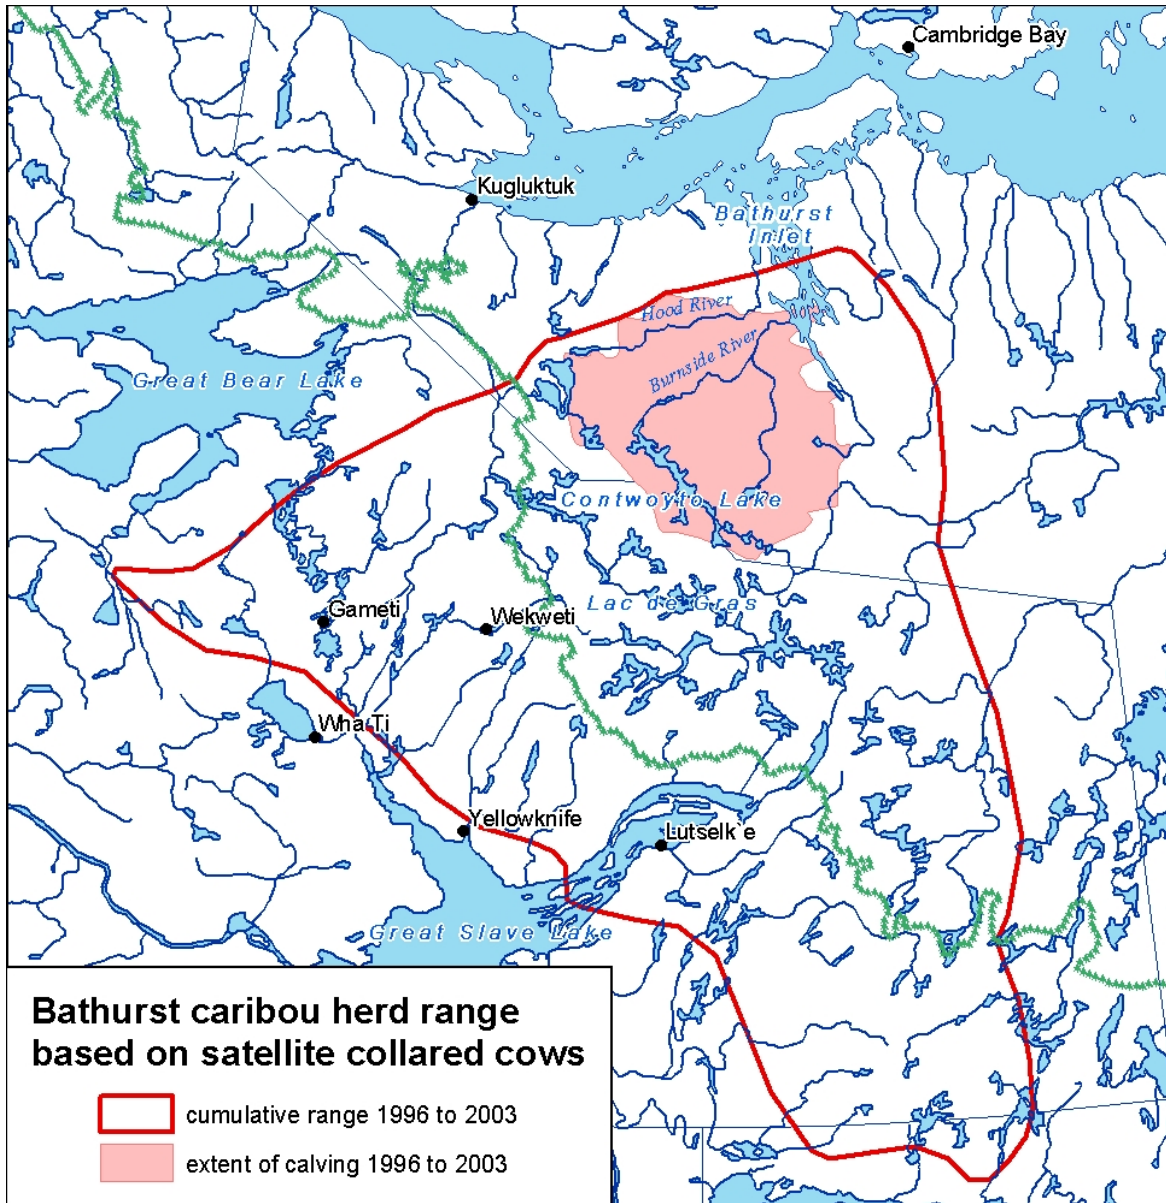 Cambridge Bay
Kugluktuk
Bathurst
Inlet
Hood River
Burnside River
Great Bear Lake
Contwoyto Lake
Lac de Gras
Gameti
Wekweti
Wha Ti
Yellowknife
Lutselk`e
Great Slave Lake
Bathurst caribou herd range
based on satellite collared cows
cumulative range 1996 to 2003
extent of calving 1996 to 2003